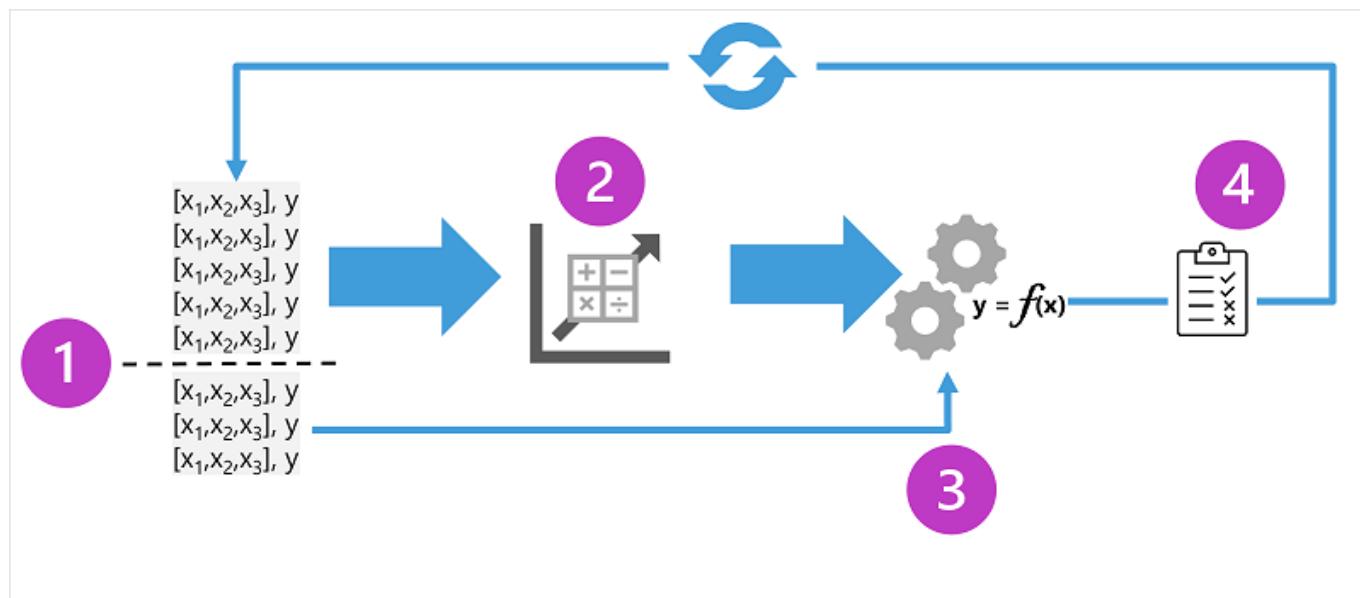 2
4
[x₁,x₂,x₃], y
[x₁,x₂,x₃], y
[x₁,x₂,x₃], y
[x₁,x₂,x₃], y
[x₁,x₂,x₃], y
+ −
× ÷
y = f(x)
1
[x₁,x₂,x₃], y
[x₁,x₂,x₃], y
[x₁,x₂,x₃], y
3